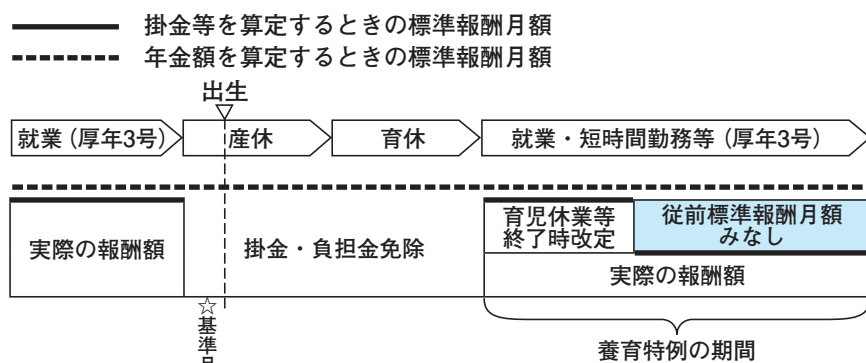 掛金等を算定するときの標準報酬月額
年金額を算定するときの標準報酬月額
出生
就業（厚年3号）
産休
育休
就業・短時間勤務等（厚年3号）
実際の報酬額
掛金・負担金免除
育児休業等
終了時改定
従前標準報酬月額
みなし
実際の報酬額
☆基準月
養育特例の期間